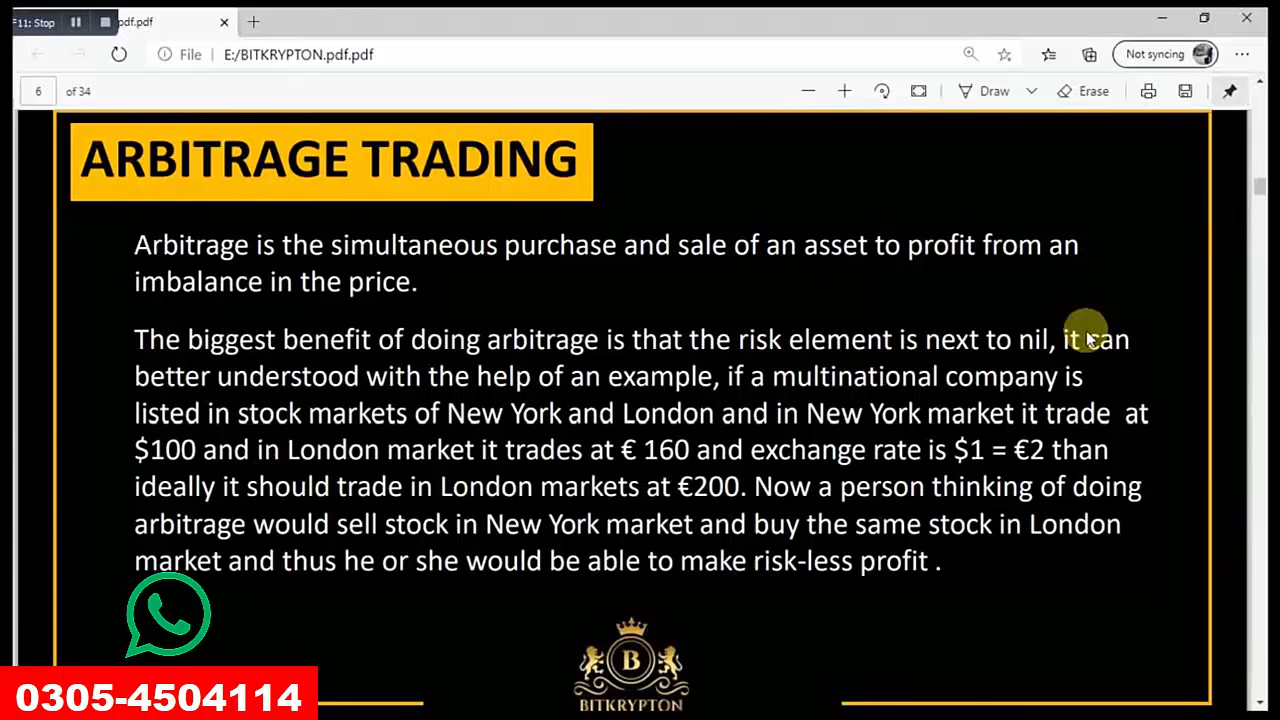 F11: Stop
pdf.pdf
File
E:/BITKRYPTON.pdf.pdf
Not syncing
6
of 34
Draw
Erase
ARBITRAGE TRADING
Arbitrage is the simultaneous purchase and sale of an asset to profit from an
imbalance in the price.
The biggest benefit of doing arbitrage is that the risk element is next to nil, it can
better understood with the help of an example, if a multinational company is
listed in stock markets of New York and London and in New York market it trade at
$100 and in London market it trades at € 160 and exchange rate is $1 = €2 than
ideally it should trade in London markets at €200. Now a person thinking of doing
arbitrage would sell stock in New York market and buy the same stock in London
market and thus he or she would be able to make risk-less profit .
B
BITKRYPTON
0305-4504114